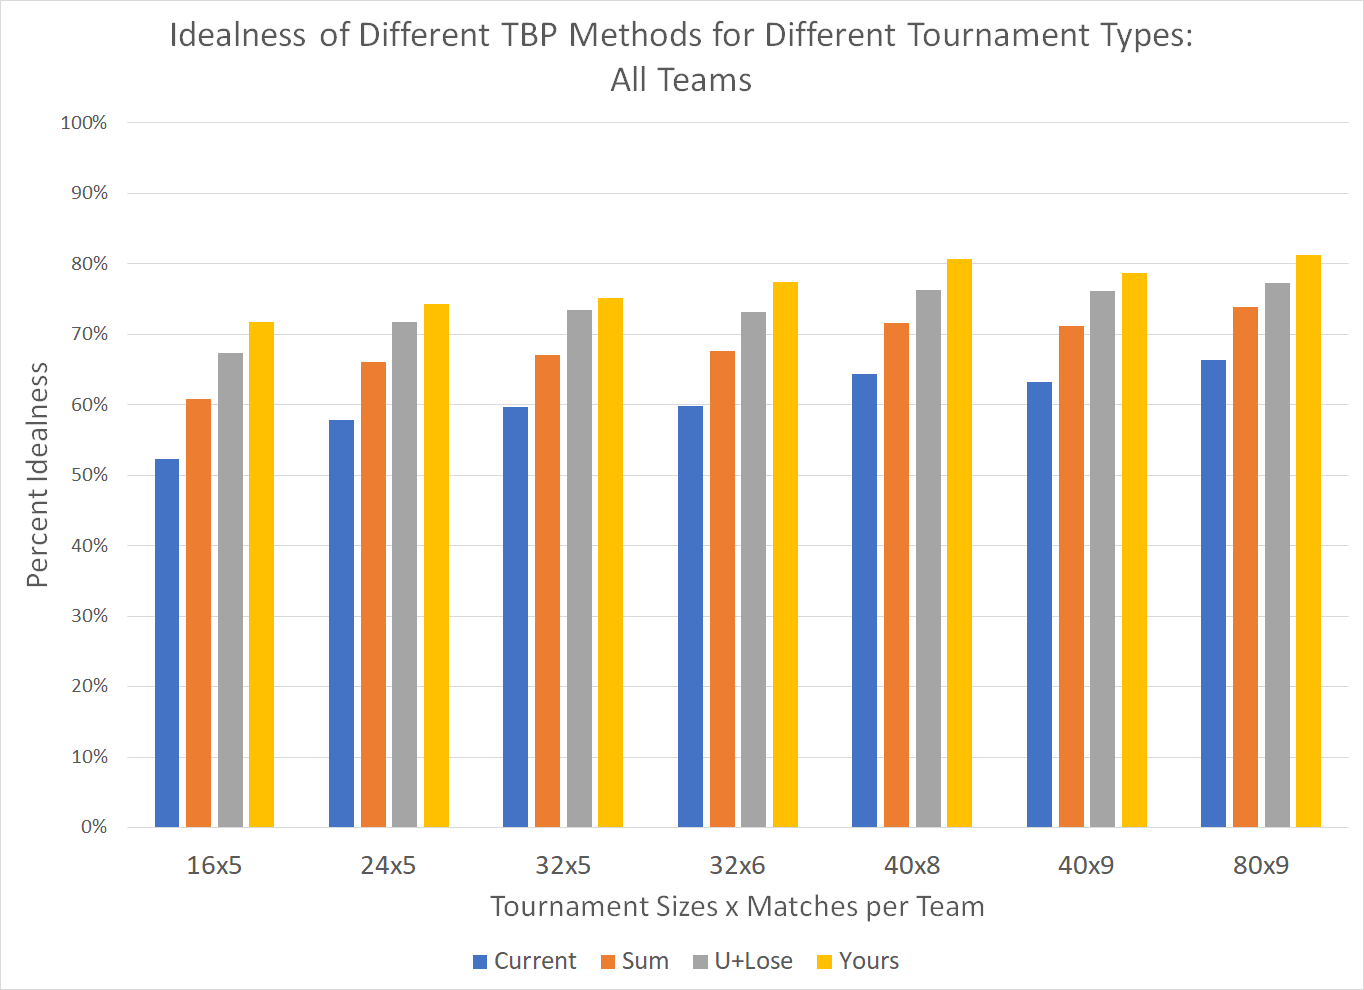 Idealness of Different TBP Methods for Different Tournament Types:
All Teams
100%
90%
80%
70%
60%
50%
40%
30%
20%
10%
0%
Percent Idealness
16x5 24x5 32x5 32x6 40x8 40x9 80x9
Tournament Sizes x Matches per Team
Current Sum U+Lose Yours